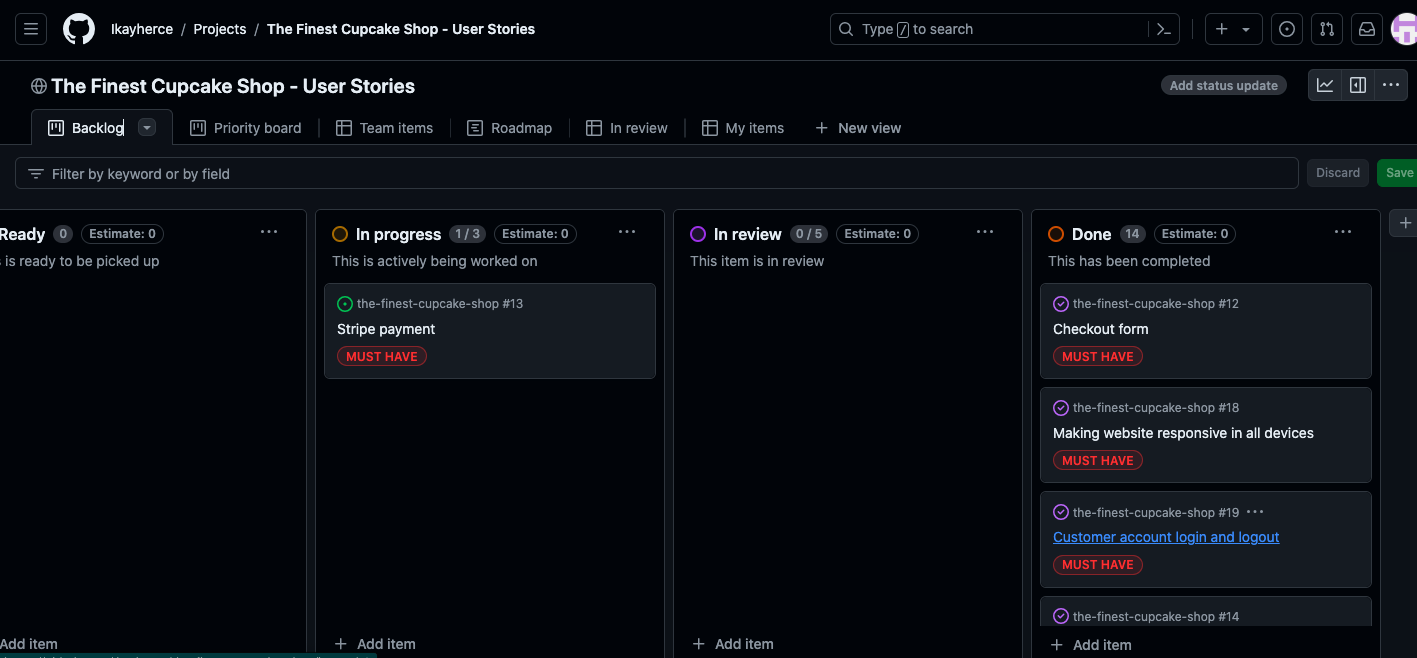 lkayherce / Projects / The Finest Cupcake Shop - User Stories
Type / to search
The Finest Cupcake Shop - User Stories
Add status update
Backlog
Priority board
Team items
Roadmap
In review
My items
New view
Filter by keyword or by field
Discard
Save
Ready 0 Estimate: 0
is ready to be picked up
Add item
In progress 1 / 3 Estimate: 0
This is actively being worked on
the-finest-cupcake-shop #13
Stripe payment
MUST HAVE
Add item
In review 0 / 5 Estimate: 0
This item is in review
Add item
Done 14 Estimate: 0
This has been completed
the-finest-cupcake-shop #12
Checkout form
MUST HAVE
the-finest-cupcake-shop #18
Making website responsive in all devices
MUST HAVE
the-finest-cupcake-shop #19
Customer account login and logout
MUST HAVE
the-finest-cupcake-shop #14
Add item